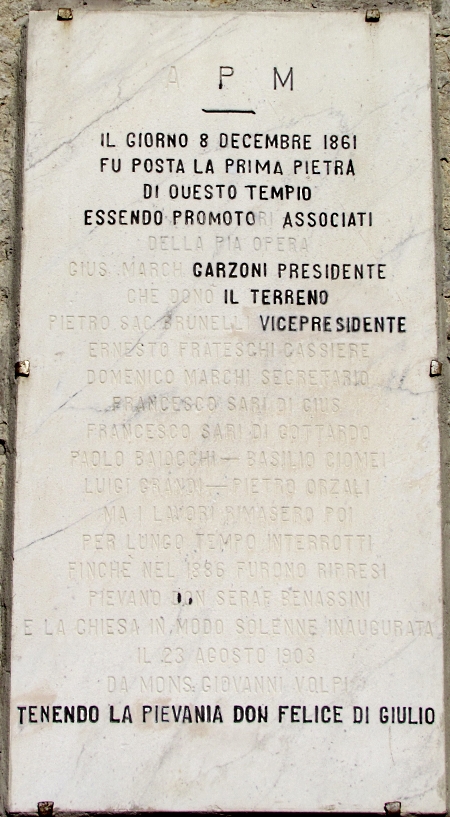 A P M
IL GIORNO 8 DECEMBRE 1861
FU POSTA LA PRIMA PIETRA
DI QUESTO TEMPIO
ESSENDO PROMOTORI ASSOCIATI
DELLA PIA OPERA
GIUS. MARCH. GARZONI PRESIDENTE
CHE DONO IL TERRENO
PIETRO SAC. BRUNELLI VICEPRESIDENTE
ERNESTO FRATESCHI CASSIERE
DOMENICO MARCHI SEGRETARIO
FRANCESCO SARI DI GIUS.
FRANCESCO SARI DI GOTTARDO
PAOLO BAIOCCHI — BASILIO CIOMEI
LUIGI GRANDI — PIETRO ORZALI
MA I LAVORI RIMASERO POI
PER LUNGO TEMPO INTERROTTI
FINCHE NEL 1886 FURONO RIPRESI
PIEVANO DON SERAF. BENASSINI
E LA CHIESA IN MODO SOLENNE INAUGURATA
IL 23 AGOSTO 1903
DA MONS. GIOVANNI VOLPI
TENENDO LA PIEVANIA DON FELICE DI GIULIO